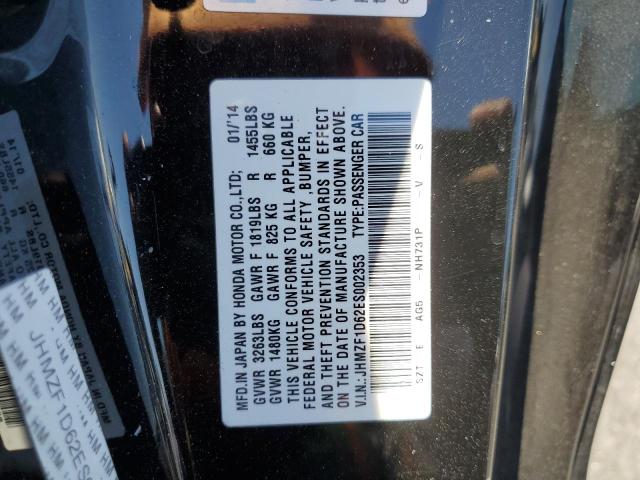 MFD.IN JAPAN BY HONDA MOTOR CO.,LTD; 01/'14
GVWR 3263LBS GAWR F 1819LBS R 1455LBS
GVWR 1480KG GAWR F 825 KG R 660 KG
THIS VEHICLE CONFORMS TO ALL APPLICABLE
FEDERAL MOTOR VEHICLE SAFETY ,BUMPER,
AND THEFT PREVENTION STANDARDS IN EFFECT
ON THE DATE OF MANUFACTURE SHOWN ABOVE.
V.I.N.: JHMZF1D62ES002353 TYPE:PASSENGER CAR
SZT E AG5 -NH731P -V -S
JHMZF1D62ES